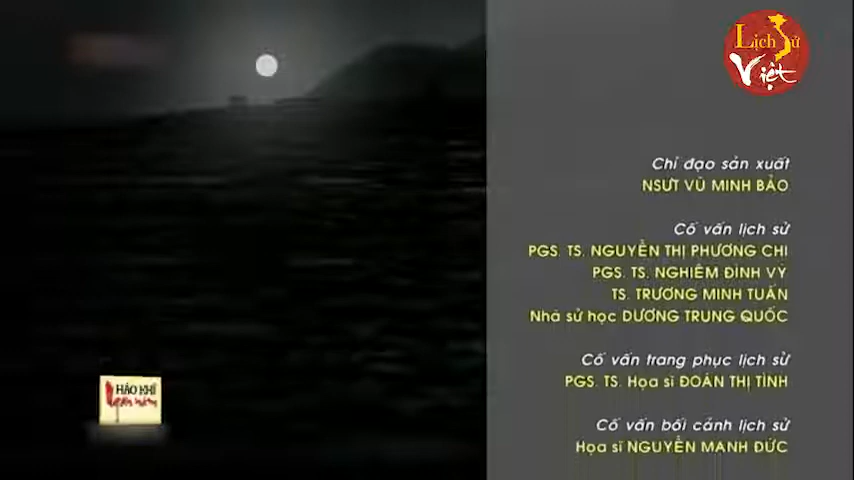 Lịch Sử
Việt
Chỉ đạo sản xuất
NSƯT VŨ MINH BẢO
Cố vấn lịch sử
PGS. TS. NGUYỄN THỊ PHƯƠNG CHI
PGS. TS. NGHIÊM ĐÌNH VỲ
TS. TRƯƠNG MINH TUẤN
Nhà sử học DƯƠNG TRUNG QUỐC
Cố vấn trang phục lịch sử
PGS. TS. Họa sĩ ĐOÀN THỊ TÌNH
Cố vấn bối cảnh lịch sử
Họa sĩ NGUYỄN MẠNH ĐỨC
HÀO KHÍ
ngàn năm